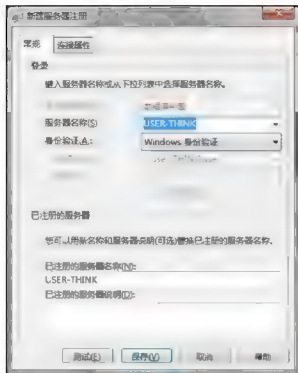 新建服务器注册
常规 连接属性
登录
键入服务器名称或从下拉列表中选择服务器名称。
服务器名称(S) USER-THINK
身份验证(A): Windows 身份验证
已注册的服务器
您可以用新名称和服务器说明(可选)替换已注册的服务器名称。
已注册的服务器名称(N):
USER-THINK
已注册的服务器说明(D):
测试(E) 保存(V) 取消 帮助